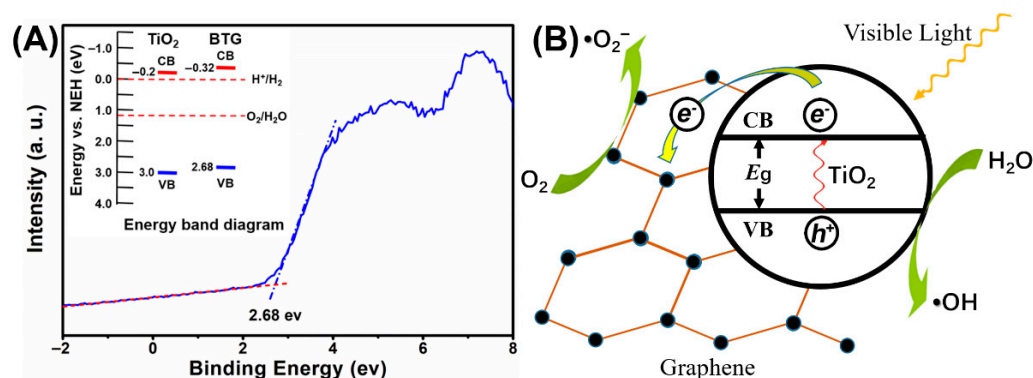 (A)
TiO₂ BTG
CB CB
−0.2 −0.32
H⁺/H₂
O₂/H₂O
3.0 2.68
VB VB
Energy band diagram
Energy vs. NEH (eV)
−1.0
0.0
1.0
2.0
3.0
4.0
2.68 ev
Intensity (a. u.)
−2 0 2 4 6 8
Binding Energy (ev)
(B)
•O₂⁻
Visible Light
e⁻ e⁻
CB
O₂
Eg
TiO₂
H₂O
VB
h⁺
•OH
Graphene